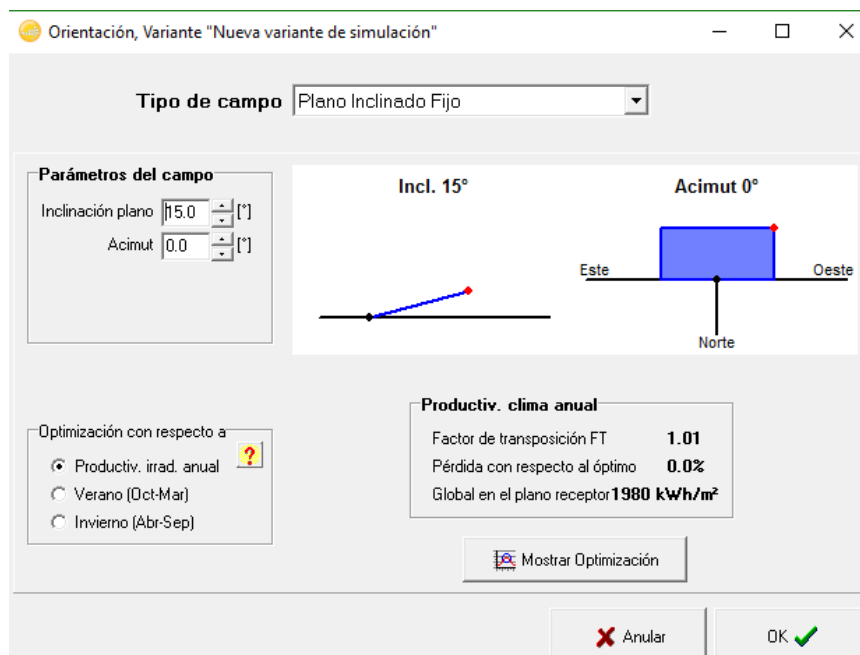 Orientación, Variante "Nueva variante de simulación"
Tipo de campo Plano Inclinado Fijo
Parámetros del campo
Inclinación plano 15.0 [°]
Acimut 0.0 [°]
Incl. 15°
Acimut 0°
Este
Oeste
Norte
Optimización con respecto a
?
Productiv. irrad. anual
Verano (Oct-Mar)
Invierno (Abr-Sep)
Productiv. clima anual
Factor de transposición FT 1.01
Pérdida con respecto al óptimo 0.0%
Global en el plano receptor 1980 kWh/m²
Mostrar Optimización
Anular
OK